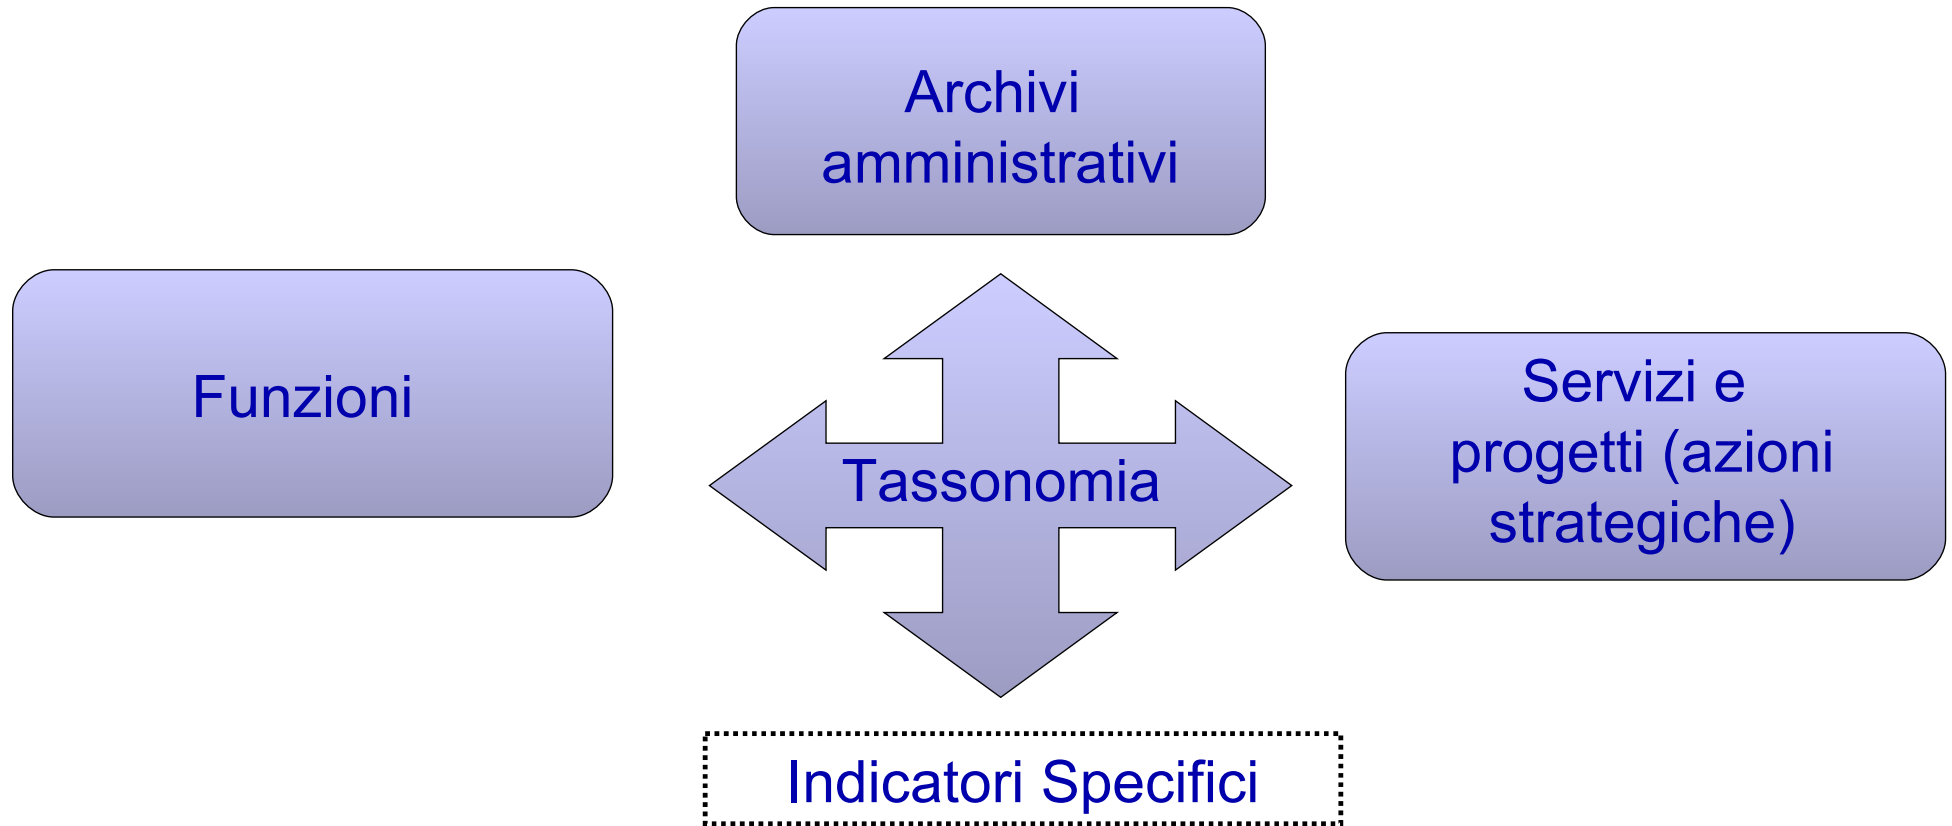 Archivi
amministrativi
Funzioni
Servizi e
progetti (azioni
strategiche)
Tassonomia
Indicatori Specifici